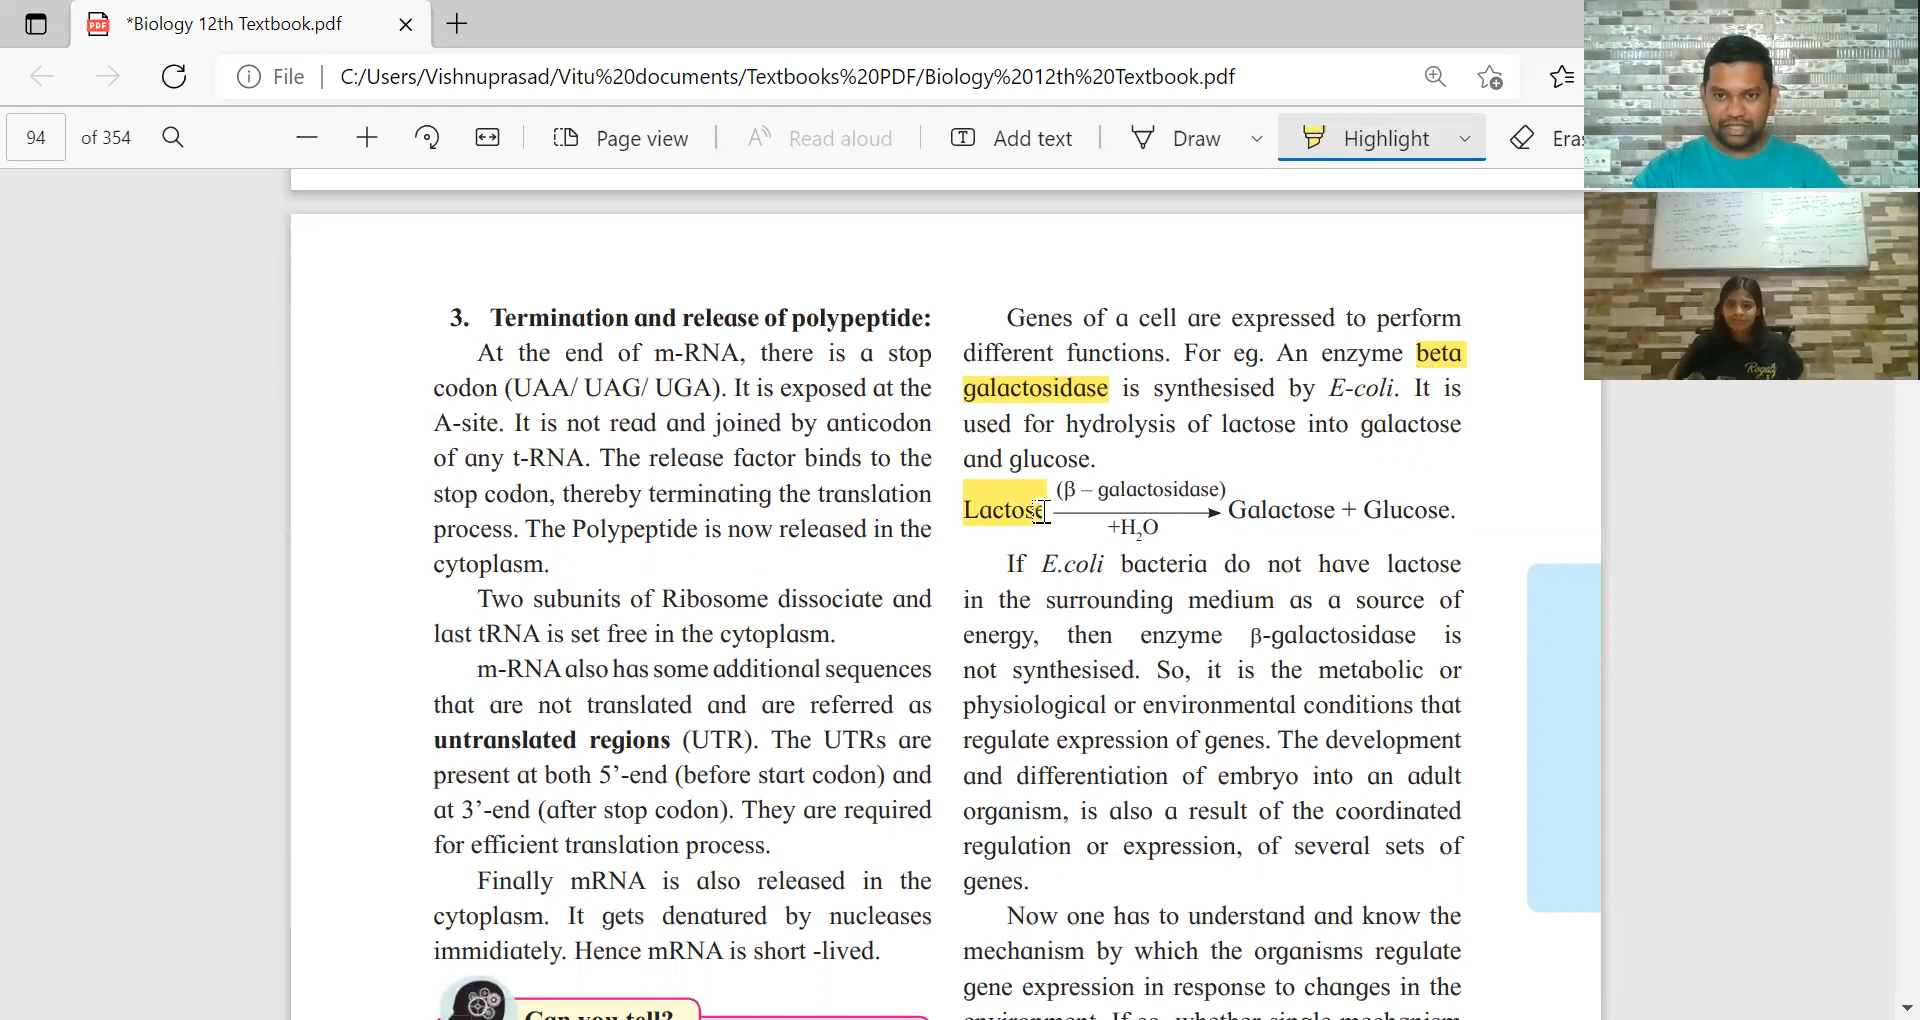 *Biology 12th Textbook.pdf
File
C:/Users/Vishnuprasad/Vitu%20documents/Textbooks%20PDF/Biology%2012th%20Textbook.pdf
94 of 354
Page view
Read aloud
Add text
Draw
Highlight
3. Termination and release of polypeptide:
At the end of m-RNA, there is a stop
codon (UAA/ UAG/ UGA). It is exposed at the
A-site. It is not read and joined by anticodon
of any t-RNA. The release factor binds to the
stop codon, thereby terminating the translation
process. The Polypeptide is now released in the
cytoplasm.
Two subunits of Ribosome dissociate and
last tRNA is set free in the cytoplasm.
m-RNA also has some additional sequences
that are not translated and are referred as
untranslated regions (UTR). The UTRs are
present at both 5’-end (before start codon) and
at 3’-end (after stop codon). They are required
for efficient translation process.
Finally mRNA is also released in the
cytoplasm. It gets denatured by nucleases
immidiately. Hence mRNA is short -lived.
Can you tell?
Genes of a cell are expressed to perform
different functions. For eg. An enzyme beta
galactosidase is synthesised by E-coli. It is
used for hydrolysis of lactose into galactose
and glucose.
(β – galactosidase)
Lactose Galactose + Glucose.
+H₂O
If E.coli bacteria do not have lactose
in the surrounding medium as a source of
energy, then enzyme β-galactosidase is
not synthesised. So, it is the metabolic or
physiological or environmental conditions that
regulate expression of genes. The development
and differentiation of embryo into an adult
organism, is also a result of the coordinated
regulation or expression, of several sets of
genes.
Now one has to understand and know the
mechanism by which the organisms regulate
gene expression in response to changes in the
environment. If so, whether single mechanism